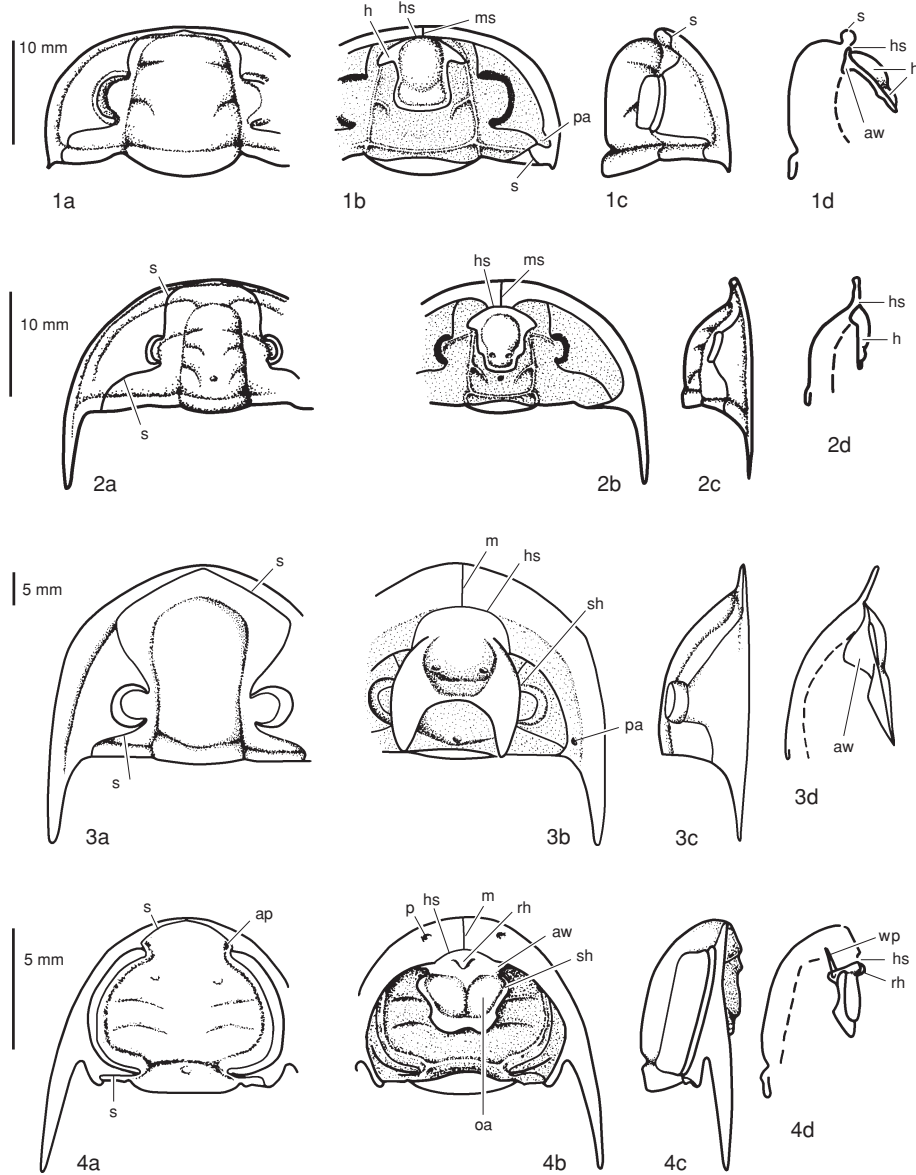 h hs ms s s
10 mm hs
h
pa aw
s
1a 1b 1c 1d
s hs ms
hs
10 mm h
s
2a 2b 2c 2d
s m hs
5 mm
sh
pa
s aw
3a 3b 3c 3d
s ap p hs m rh
aw wp
5 mm sh hs
rh
s oa
4a 4b 4c 4d